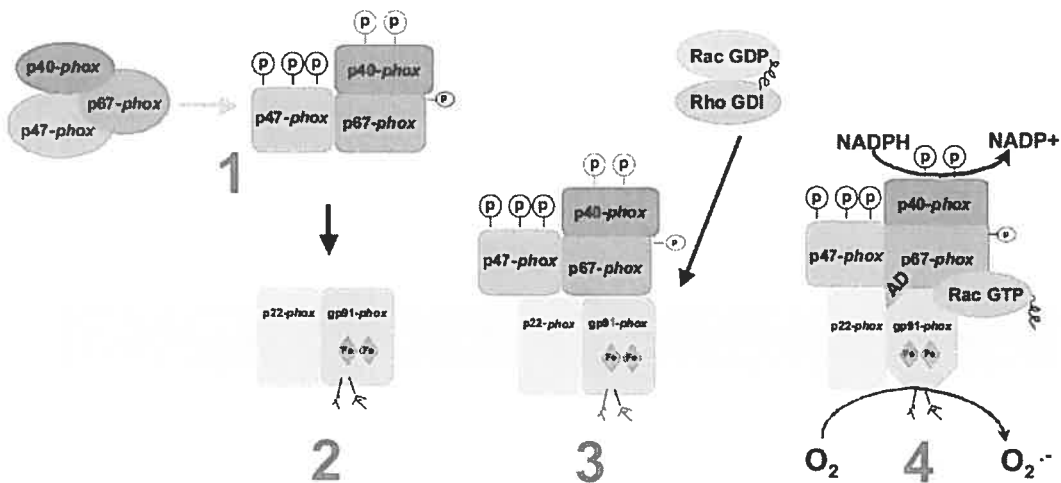 p40-phox
p67-phox
p47-phox
1
P P
P P P
p40-phox
P
p47-phox p67-phox
p22-phox gp91-phox
Fe Fe
2
Rac GDP
Rho GDI
P P
P P P
p40-phox
P
p47-phox p67-phox
p22-phox gp91-phox
Fe Fe
3
NADPH NADP+
P P
P P P
p40-phox
P
p47-phox p67-phox
AD
Rac GTP
p22-phox gp91-phox
Fe Fe
O2 4 O2.-